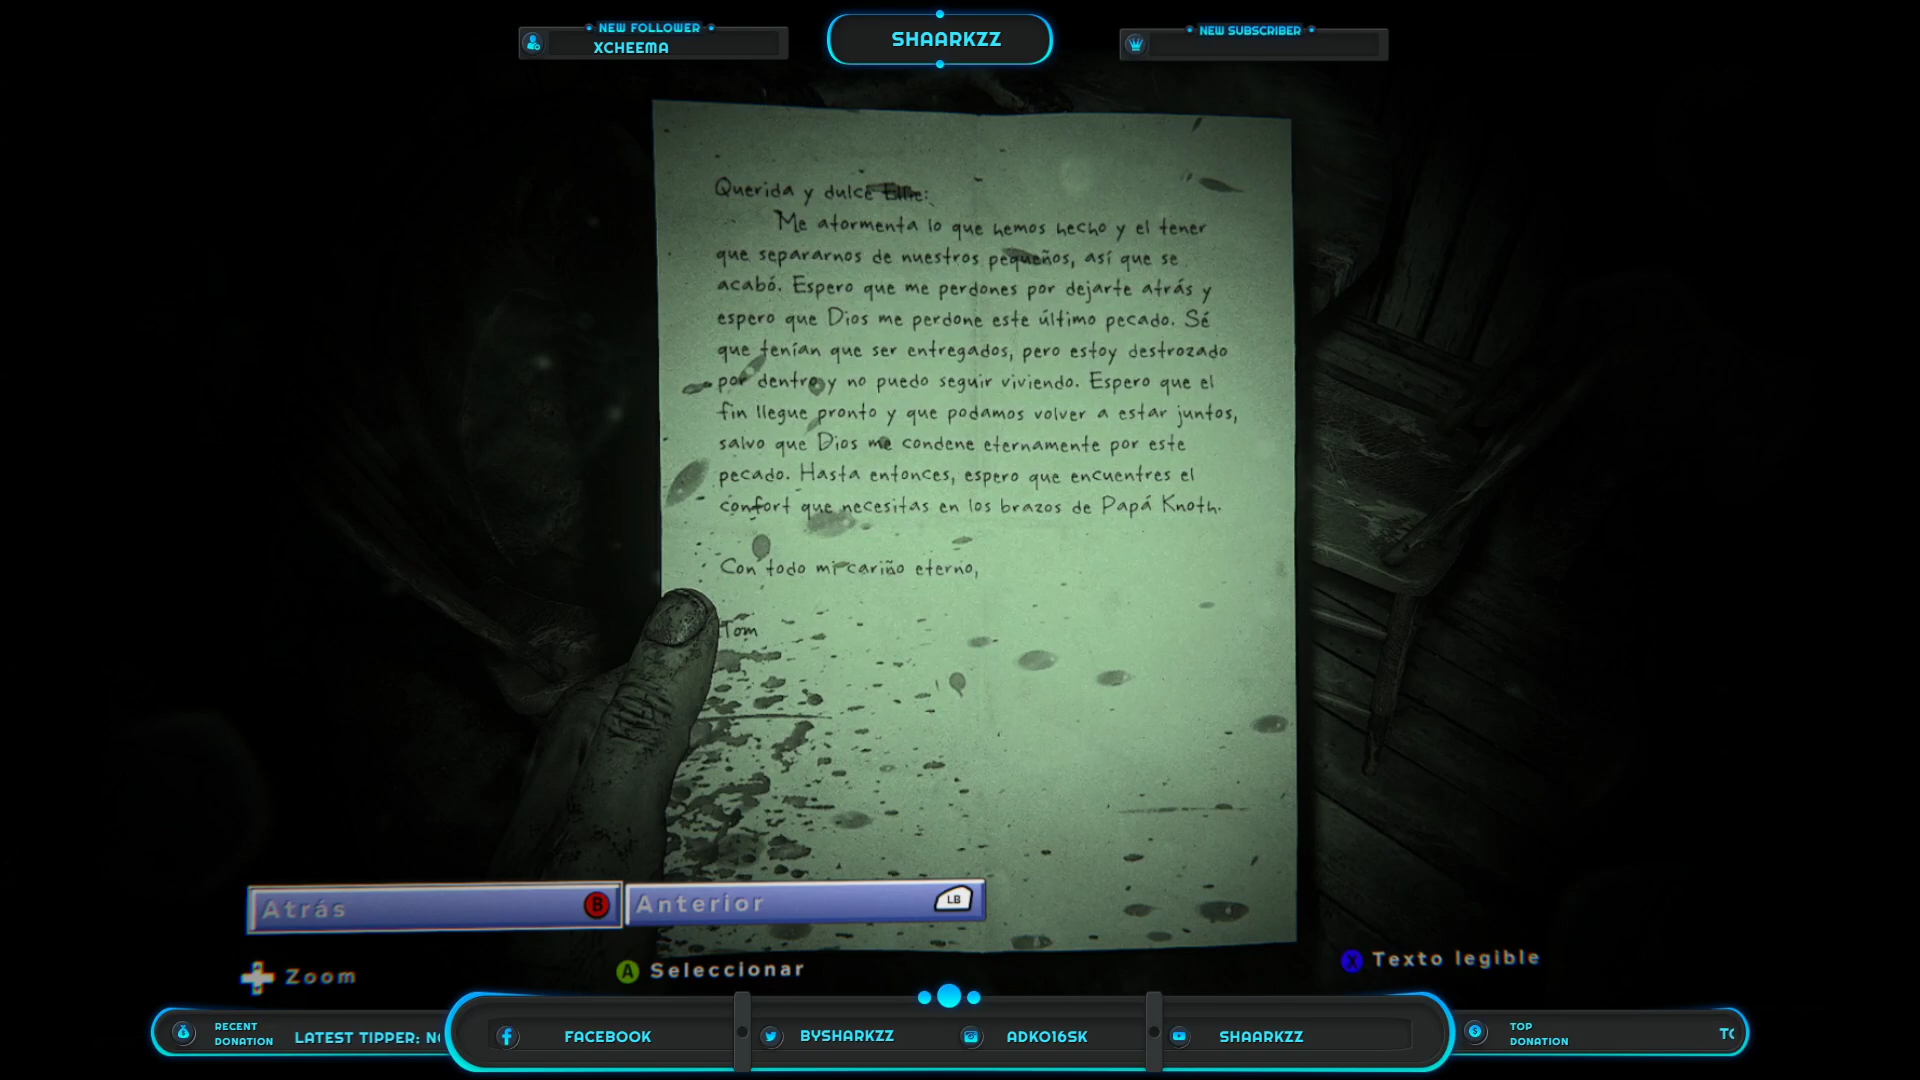 NEW FOLLOWER
XCHEEMA
SHAARKZZ
NEW SUBSCRIBER
Querida y dulce Ellie:
Me atormenta lo que hemos hecho y el tener
que separarnos de nuestros pequeños, así que se
acabó. Espero que me perdones por dejarte atrás y
espero que Dios me perdone este último pecado. Sé
que tenían que ser entregados, pero estoy destrozado
por dentro y no puedo seguir viviendo. Espero que el
fin llegue pronto y que podamos volver a estar juntos,
salvo que Dios me condene eternamente por este
pecado. Hasta entonces, espero que encuentres el
confort que necesitas en los brazos de Papá Knoth.
Con todo mi cariño eterno,
Tom
Atrás B
Anterior LB
Zoom
A Seleccionar
X Texto legible
RECENT
DONATION
LATEST TIPPER:
FACEBOOK
BYSHARKZZ
ADKO16SK
SHAARKZZ
TOP
DONATION